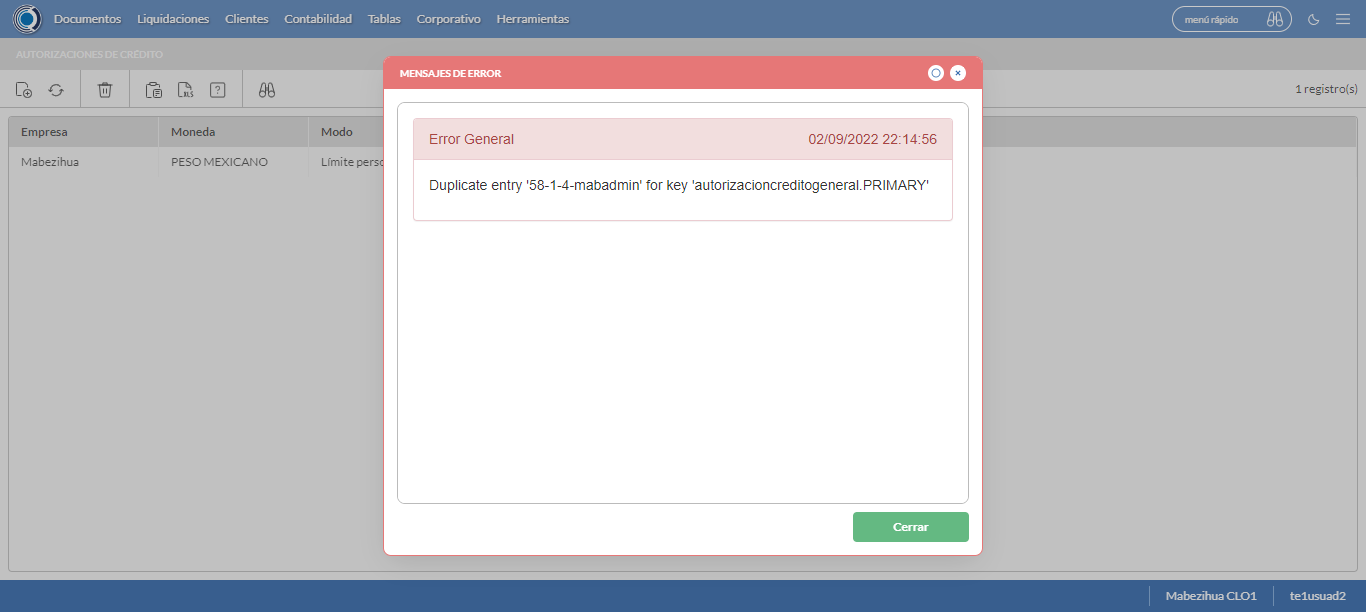 Documentos Liquidaciones Clientes Contabilidad Tablas Corporativo Herramientas menú rápido
AUTORIZACIONES DE CRÉDITO
MENSAJES DE ERROR
XLS ? 1 registro(s)
Error General 02/09/2022 22:14:56
Empresa Moneda Modo
Mabezihua PESO MEXICANO Límite perso
Duplicate entry '58-1-4-mabadmin' for key 'autorizacioncreditogeneral.PRIMARY'
Cerrar
Mabezihua CLO1 te1usuad2